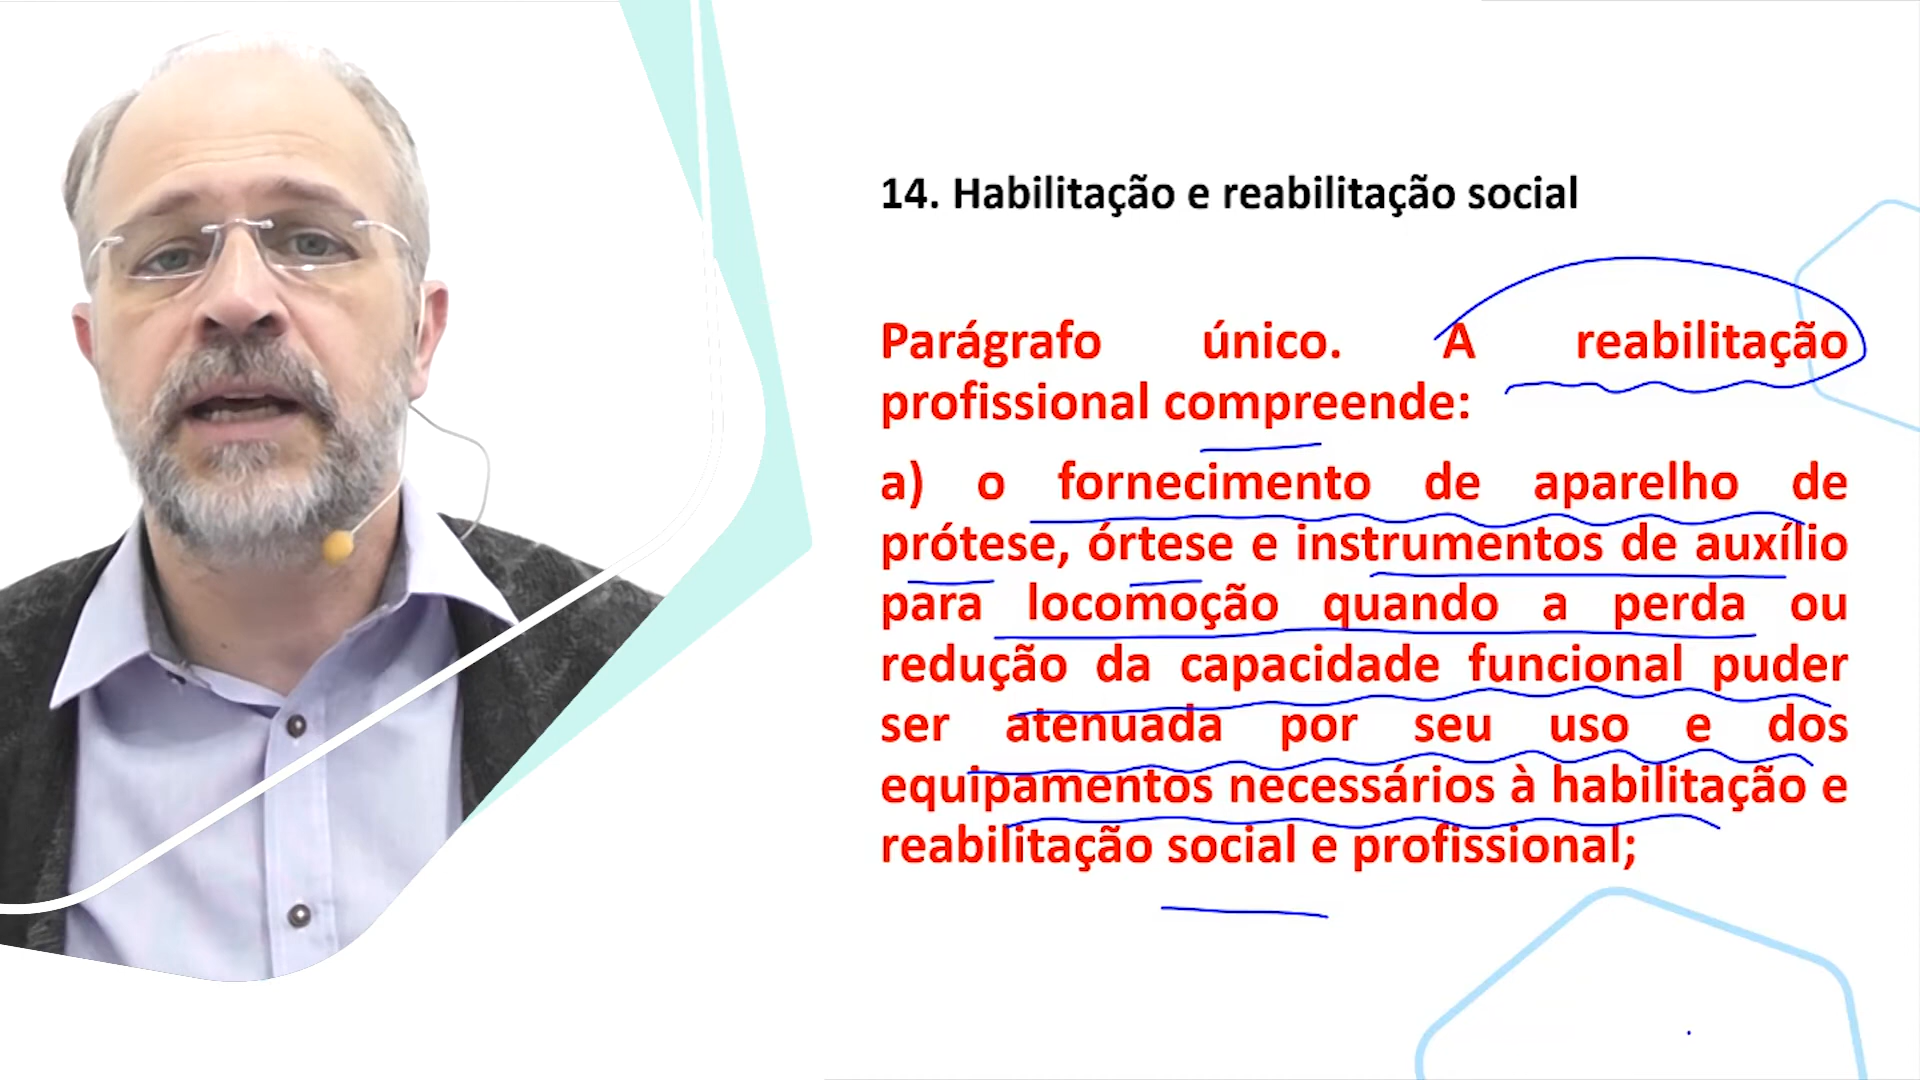 14. Habilitação e reabilitação social
Parágrafo único. A reabilitação
profissional compreende:
a) o fornecimento de aparelho de
prótese, órtese e instrumentos de auxílio
para locomoção quando a perda ou
redução da capacidade funcional puder
ser atenuada por seu uso e dos
equipamentos necessários à habilitação e
reabilitação social e profissional;